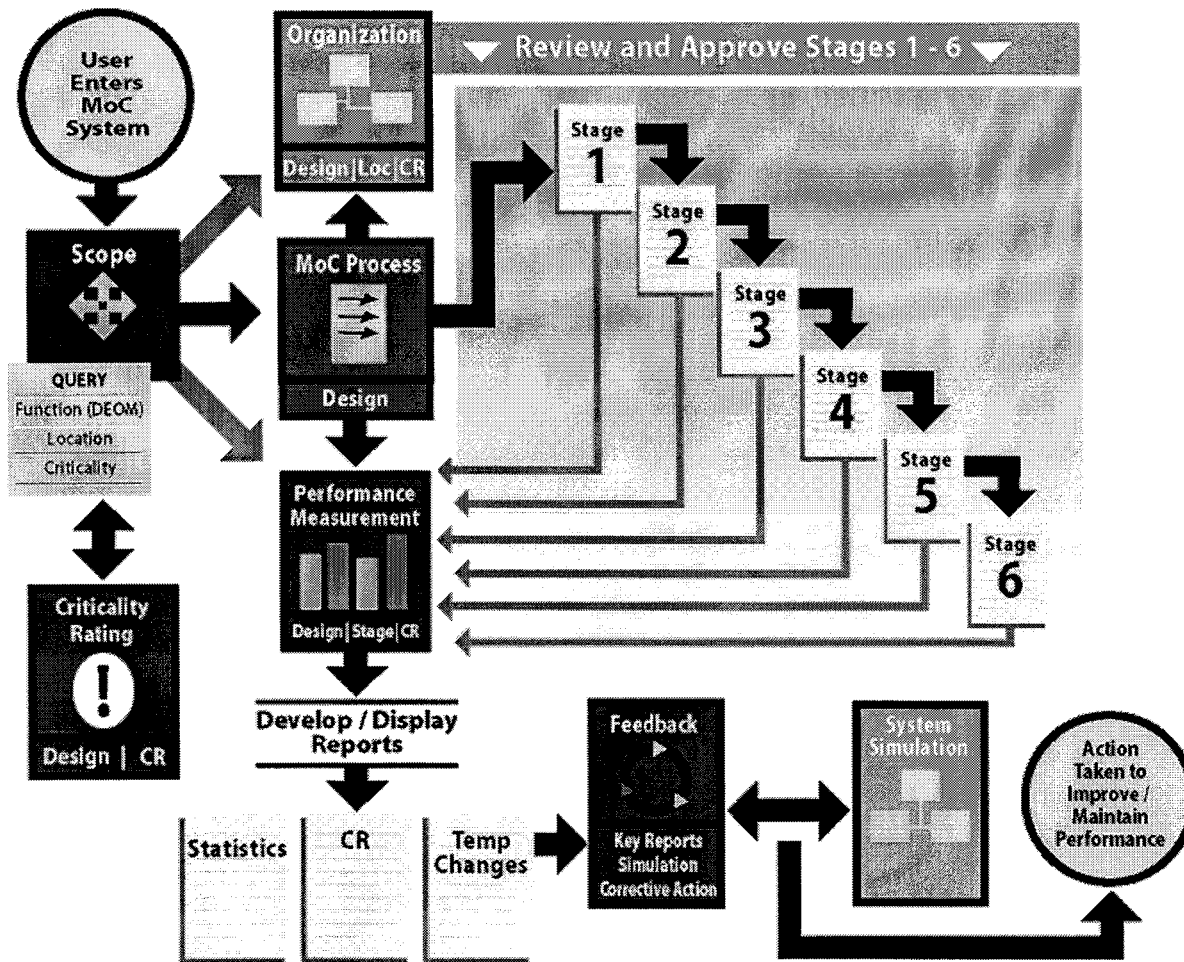 User
Enters
MoC
System
Organization
Design|Loc|CR
Review and Approve Stages 1 - 6
Scope
QUERY
Function (DEOM)
Location
Criticality
MoC Process
Design
Stage
1
Stage
2
Stage
3
Stage
4
Stage
5
Stage
6
Performance
Measurement
Design|Stage|CR
Criticality
Rating
!
Design | CR
Develop / Display
Reports
Statistics
CR
Temp
Changes
Feedback
Key Reports
Simulation
Corrective Action
System
Simulation
Action
Taken to
Improve /
Maintain
Performance